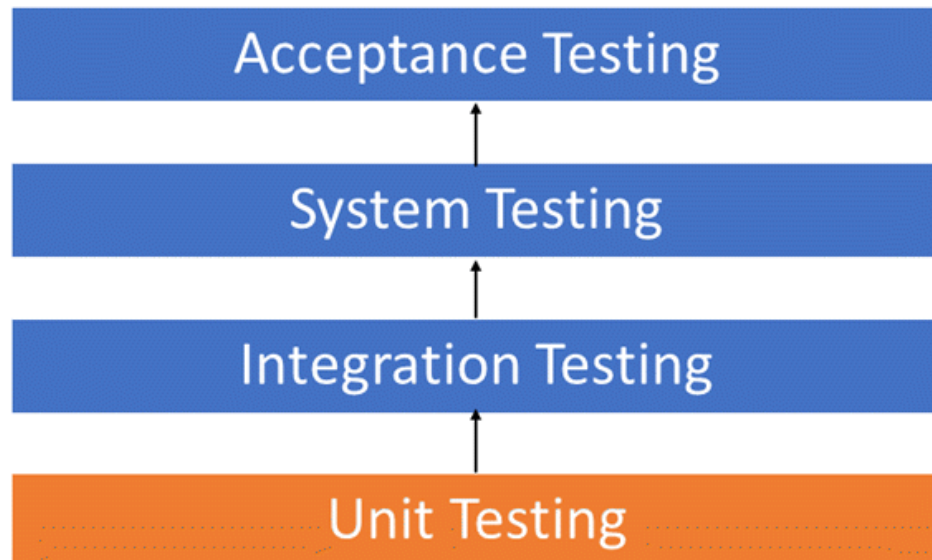 Acceptance Testing
System Testing
Integration Testing
Unit Testing